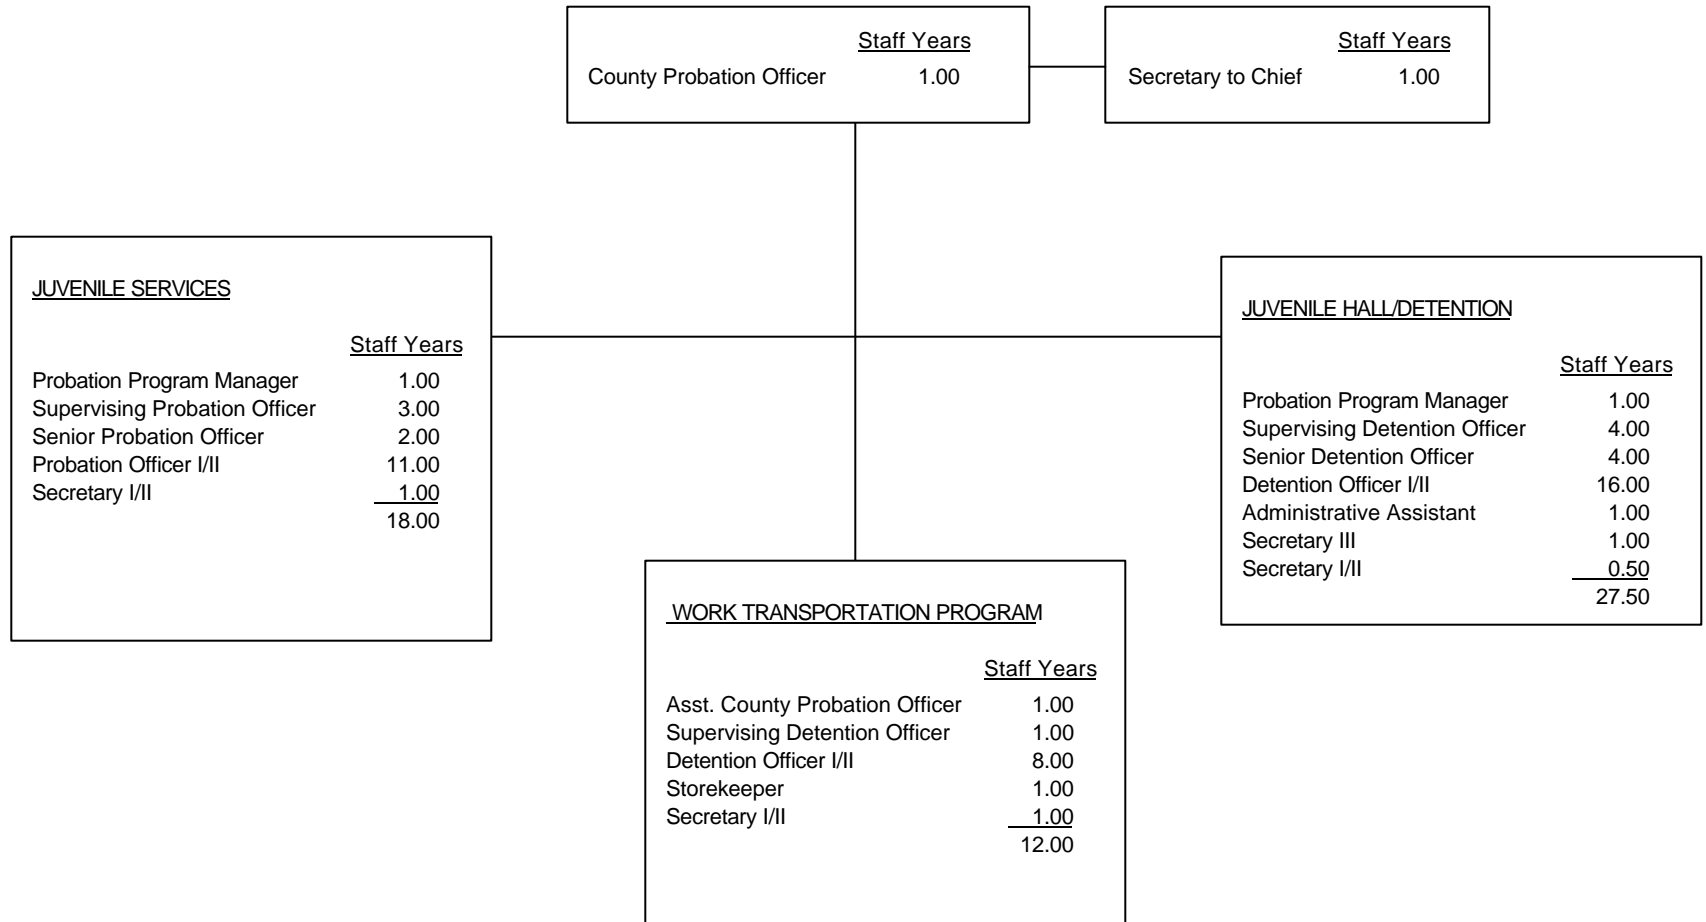 Staff Years
County Probation Officer 1.00
Staff Years
Secretary to Chief 1.00
JUVENILE SERVICES
Staff Years
Probation Program Manager 1.00
Supervising Probation Officer 3.00
Senior Probation Officer 2.00
Probation Officer I/II 11.00
Secretary I/II 1.00
18.00
JUVENILE HALL/DETENTION
Staff Years
Probation Program Manager 1.00
Supervising Detention Officer 4.00
Senior Detention Officer 4.00
Detention Officer I/II 16.00
Administrative Assistant 1.00
Secretary III 1.00
Secretary I/II 0.50
27.50
WORK TRANSPORTATION PROGRAM
Staff Years
Asst. County Probation Officer 1.00
Supervising Detention Officer 1.00
Detention Officer I/II 8.00
Storekeeper 1.00
Secretary I/II 1.00
12.00